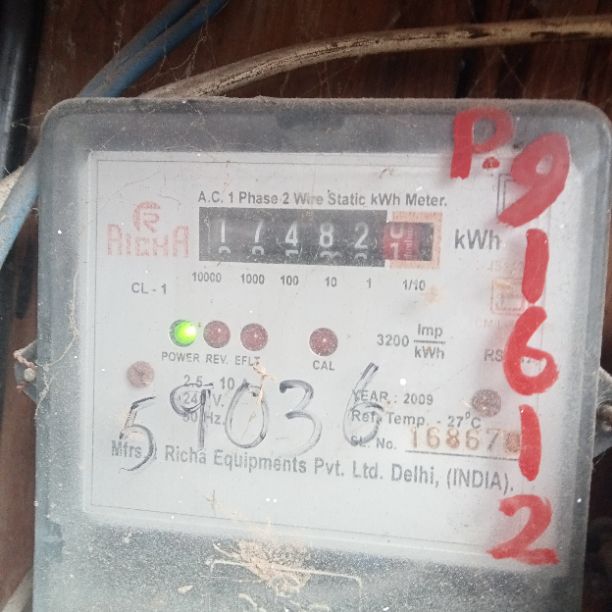 P.
91612
RICHA
A.C. 1 Phase 2 Wire Static kWh Meter.
17482 kWh
10000 1000 100 10 1 1/10
CL - 1
POWER REV. EFLT CAL
3200 Imp/kWh
2.5 - 10
240 V.
50 Hz.
YEAR : 2009
Ref. Temp. 27°C
SL. No. 16867
59036
Mfrs. : Richa Equipments Pvt. Ltd. Delhi, (INDIA).